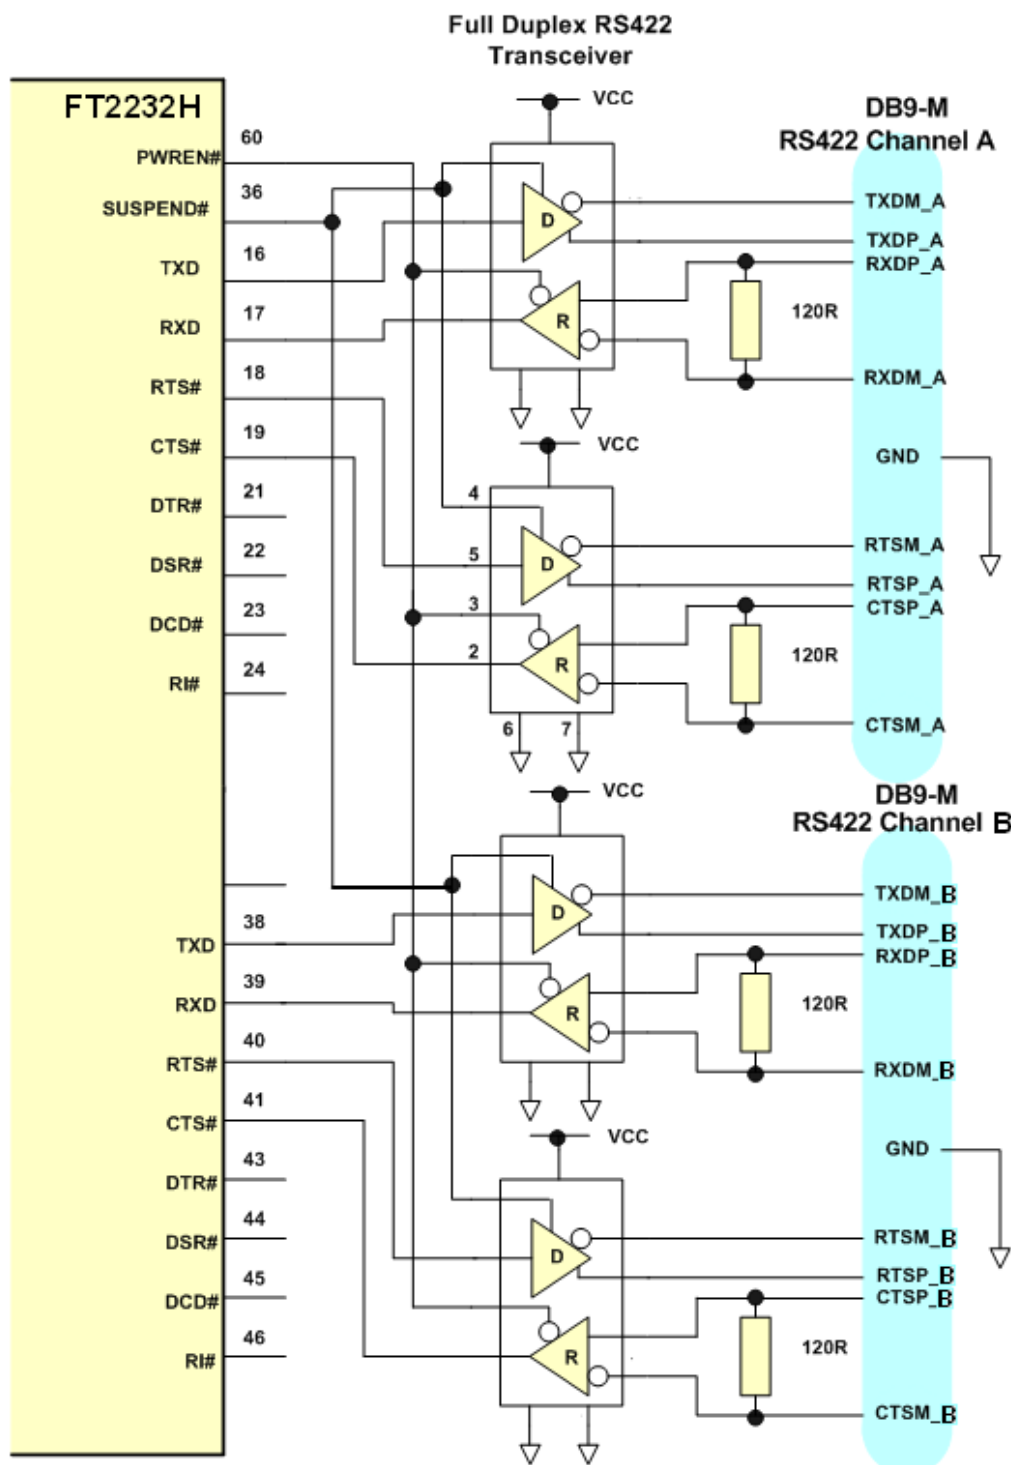 Full Duplex RS422
Transceiver
VCC
FT2232H
DB9-M
RS422 Channel A
60
PWREN#
36
SUSPEND#
16
TXD
17
RXD
18
RTS#
19
CTS#
21
DTR#
22
DSR#
23
DCD#
24
RI#
D
R
TXDM_A
TXDP_A
RXDP_A
120R
RXDM_A
VCC
GND
4
5
3
2
6
7
D
R
RTSM_A
RTSP_A
CTSP_A
120R
CTSM_A
VCC
DB9-M
RS422 Channel B
38
TXD
39
RXD
40
RTS#
41
CTS#
43
DTR#
44
DSR#
45
DCD#
46
RI#
D
R
TXDM_B
TXDP_B
RXDP_B
120R
RXDM_B
VCC
GND
D
R
RTSM_B
RTSP_B
CTSP_B
120R
CTSM_B